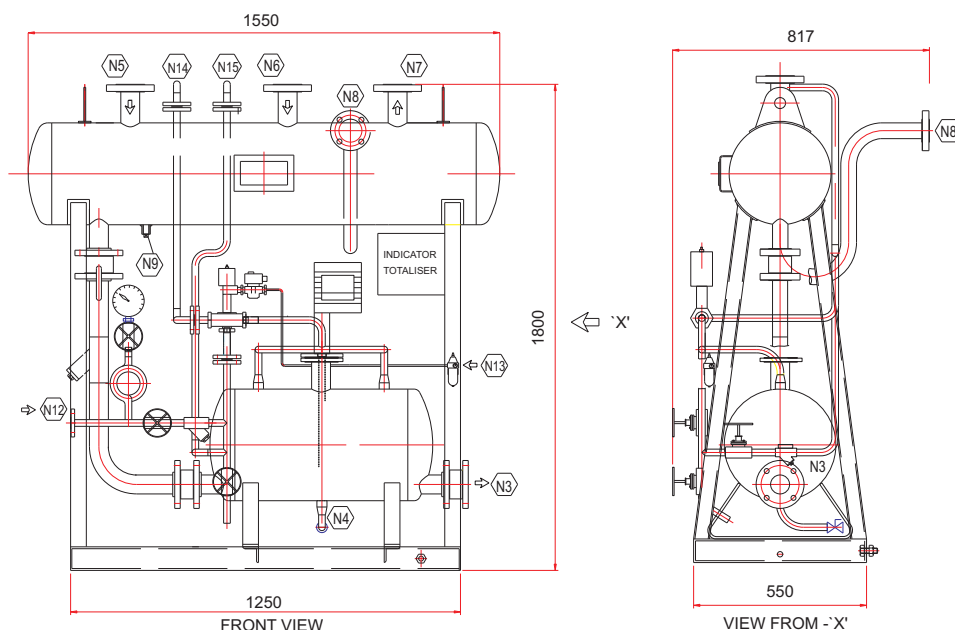 1550
817
N5
N14
N15
N6
N7
N8
N8
N9
INDICATOR
TOTALISER
1800
`X'
N13
N12
N3
N3
N4
1250
550
FRONT VIEW
VIEW FROM -`X'